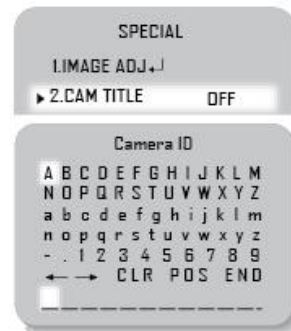 SPECIAL
1.IMAGE ADJ↵
▶ 2.CAM TITLE OFF
Camera ID
A B C D E F G H I J K L M
N O P Q R S T U V W X Y Z
a b c d e f g h i j k l m
n o p q r s t u v w x y z
- . 1 2 3 4 5 6 7 8 9
← → CLR POS END